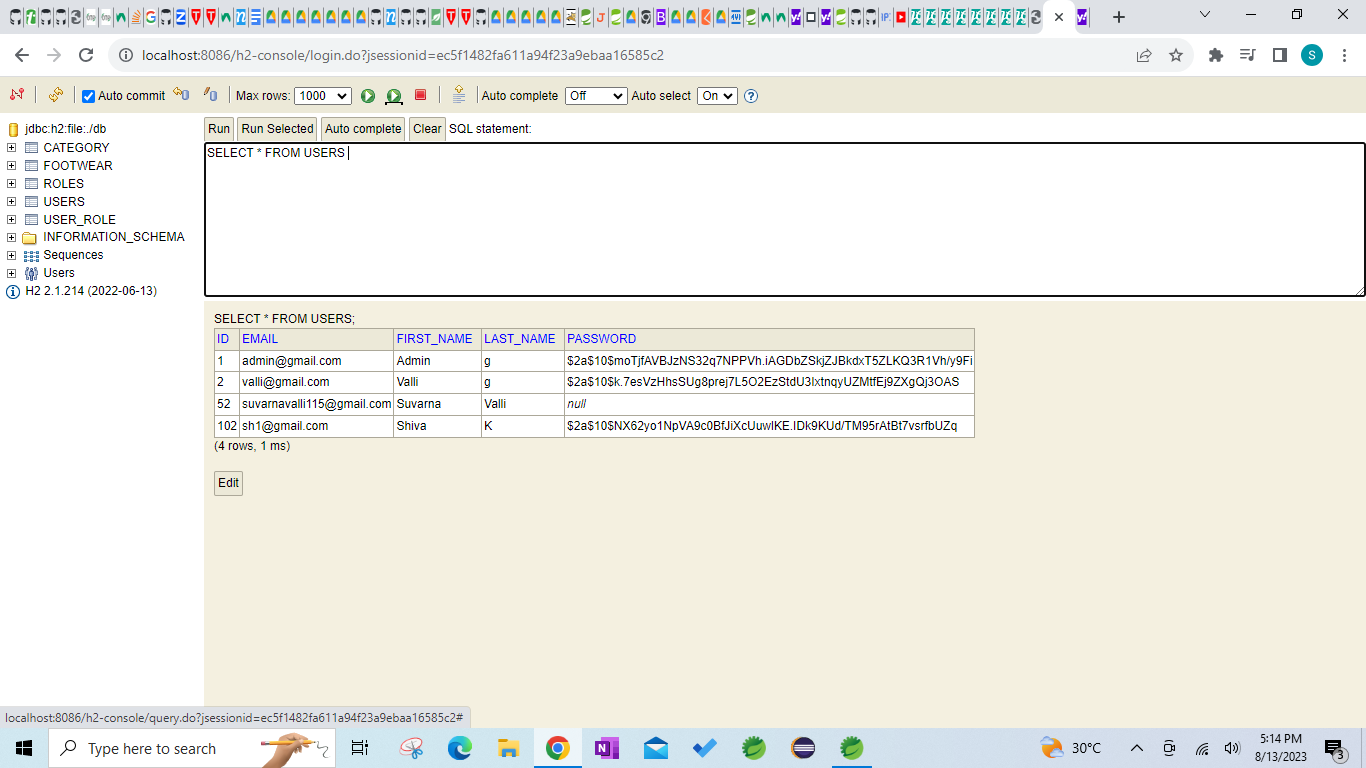 localhost:8086/h2-console/login.do?jsessionid=ec5f1482fa611a94f23a9ebaa16585c2
S
Auto commit Max rows: 1000 Auto complete Off Auto select On
jdbc:h2:file:./db
CATEGORY
FOOTWEAR
ROLES
USERS
USER_ROLE
INFORMATION_SCHEMA
Sequences
Users
H2 2.1.214 (2022-06-13)
Run Run Selected Auto complete Clear SQL statement:
SELECT * FROM USERS
SELECT * FROM USERS;
ID EMAIL FIRST_NAME LAST_NAME PASSWORD
1 admin@gmail.com Admin g $2a$10$moTjfAVBJzNS32q7NPPVh.iAGDbZSkjZJBkdxT5ZLKQ3R1Vh/y9Fi
2 valli@gmail.com Valli g $2a$10$k.7esVzHhsSUg8prej7L5O2EzStdU3IxtnqyUZMtfEj9ZXgQj3OAS
52 suvarnavalli115@gmail.com Suvarna Valli null
102 sh1@gmail.com Shiva K $2a$10$NX62yo1NpVA9c0BfJiXcUuwlKE.IDk9KUd/TM95rAtBt7vsrfbUZq
(4 rows, 1 ms)
Edit
localhost:8086/h2-console/query.do?jsessionid=ec5f1482fa611a94f23a9ebaa16585c2#
Type here to search
30°C
5:14 PM
8/13/2023
3